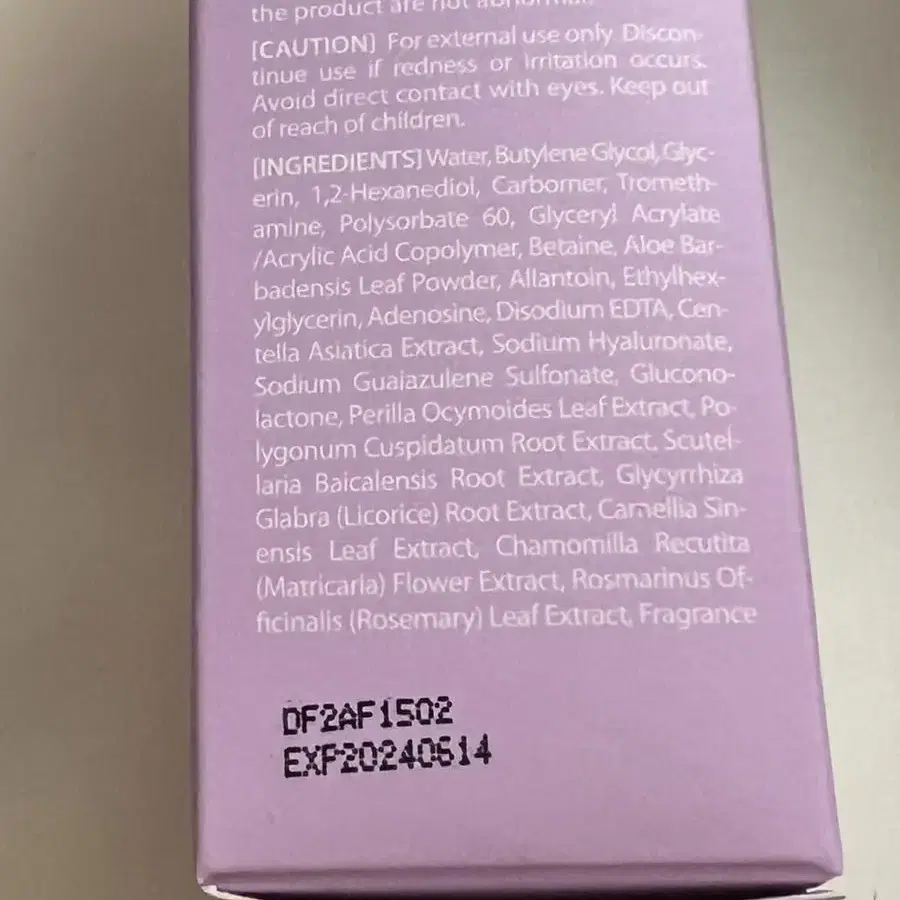 the product are not abnormal.
[CAUTION] For external use only Discon-
tinue use if redness or irritation occurs.
Avoid direct contact with eyes. Keep out
of reach of children.
[INGREDIENTS] Water, Butylene Glycol, Glyc-
erin, 1,2-Hexanediol, Carbomer, Trometh-
amine, Polysorbate 60, Glyceryl Acrylate
/Acrylic Acid Copolymer, Betaine, Aloe Bar-
badensis Leaf Powder, Allantoin, Ethylhex-
ylglycerin, Adenosine, Disodium EDTA, Cen-
tella Asiatica Extract, Sodium Hyaluronate,
Sodium Guaiazulene Sulfonate, Glucono-
lactone, Perilla Ocymoides Leaf Extract, Po-
lygonum Cuspidatum Root Extract, Scutel-
laria Baicalensis Root Extract, Glycyrrhiza
Glabra (Licorice) Root Extract, Camellia Sin-
ensis Leaf Extract, Chamomilla Recutita
(Matricaria) Flower Extract, Rosmarinus Of-
ficinalis (Rosemary) Leaf Extract, Fragrance
DF2AF1502
EXP20240614